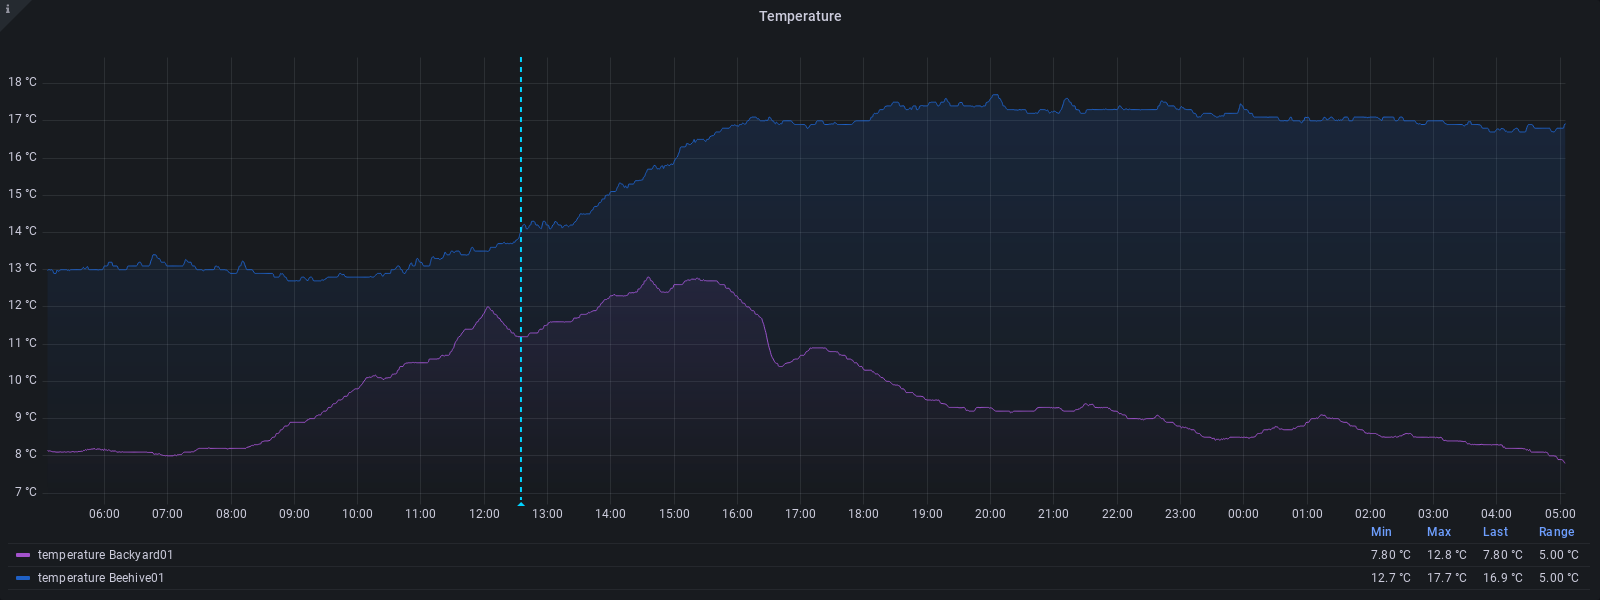 i
Temperature
18 °C
17 °C
16 °C
15 °C
14 °C
13 °C
12 °C
11 °C
10 °C
9 °C
8 °C
7 °C
06:00 07:00 08:00 09:00 10:00 11:00 12:00 13:00 14:00 15:00 16:00 17:00 18:00 19:00 20:00 21:00 22:00 23:00 00:00 01:00 02:00 03:00 04:00 05:00
Min Max Last Range
temperature Backyard01 7.80 °C 12.8 °C 7.80 °C 5.00 °C
temperature Beehive01 12.7 °C 17.7 °C 16.9 °C 5.00 °C